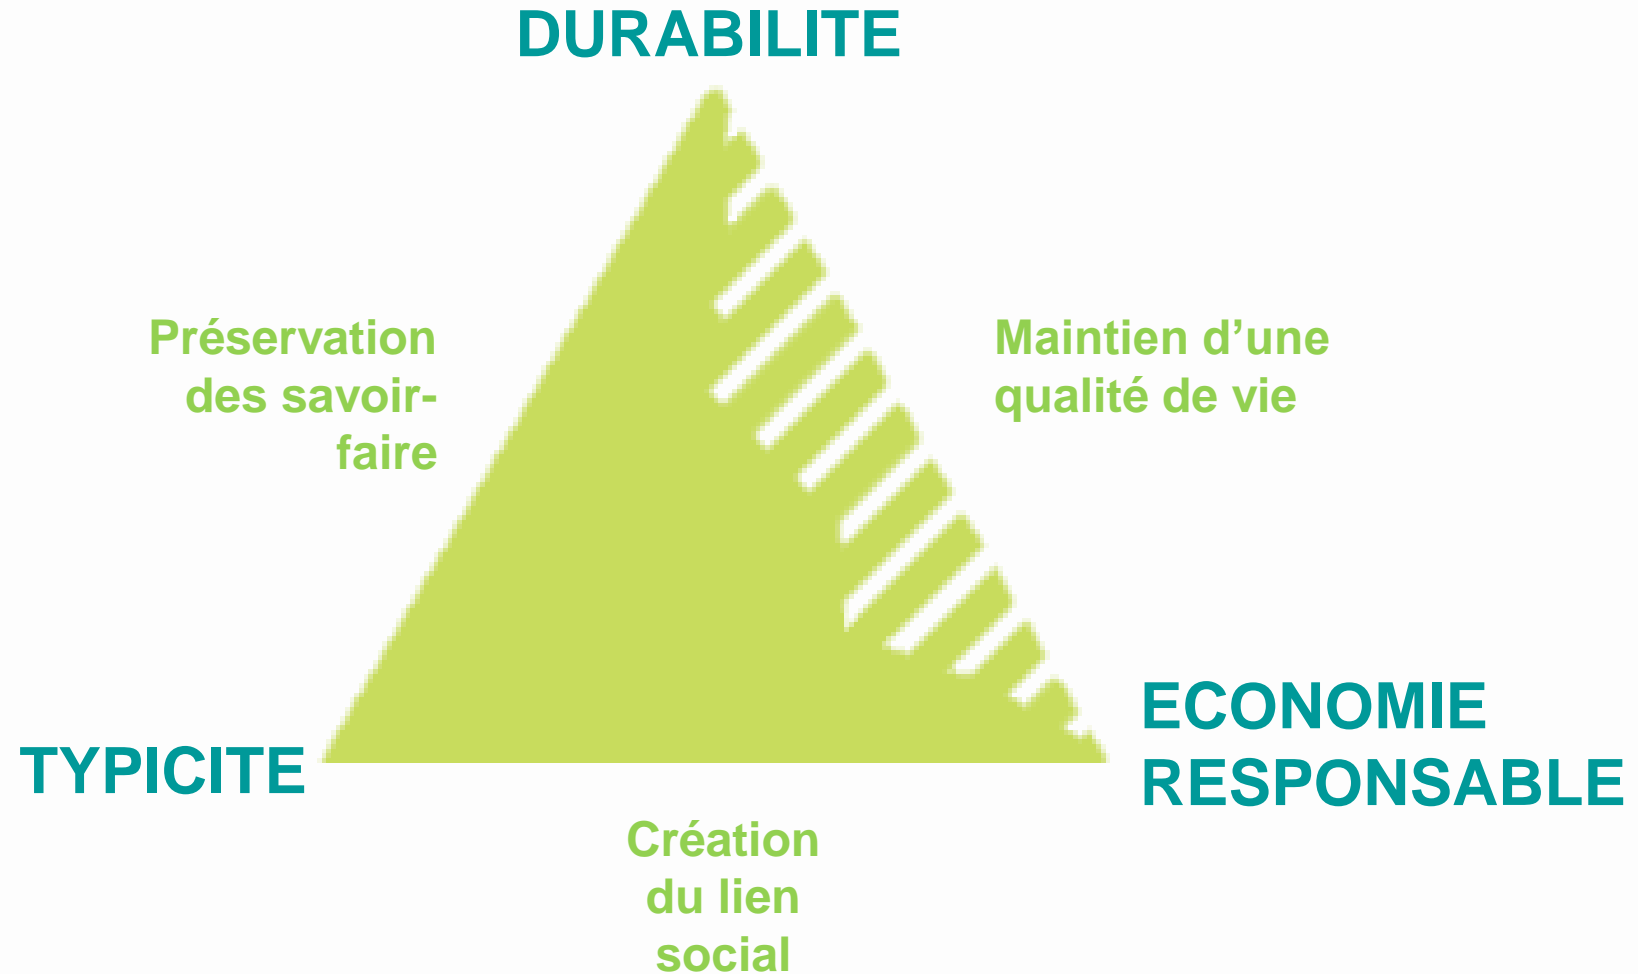 DURABILITE
Préservation
des savoir-
faire
Maintien d’une
qualité de vie
TYPICITE
ECONOMIE
RESPONSABLE
Création
du lien
social